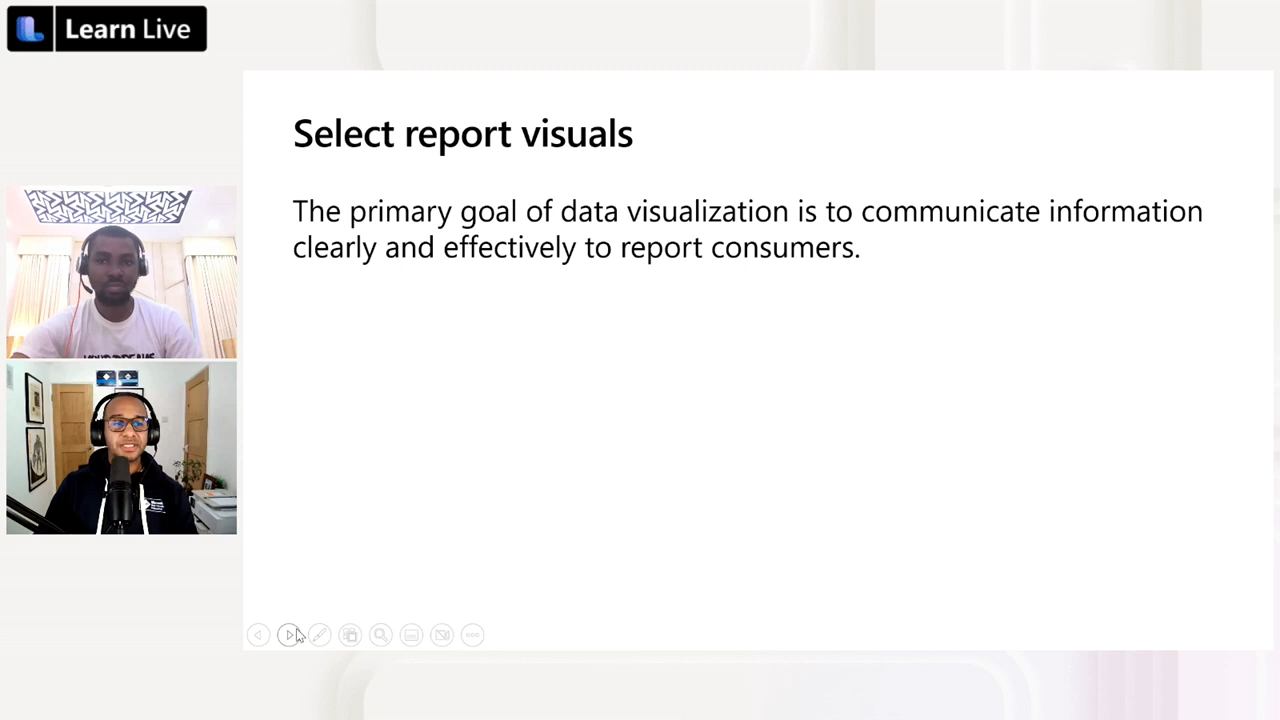 Learn Live
Select report visuals
The primary goal of data visualization is to communicate information
clearly and effectively to report consumers.